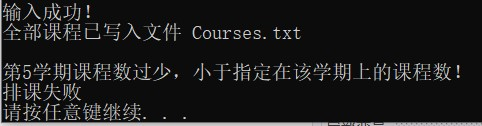 输入成功！
全部课程已写入文件 Courses.txt
第5学期课程数过少，小于指定在该学期上的课程数！
排课失败
请按任意键继续. . .